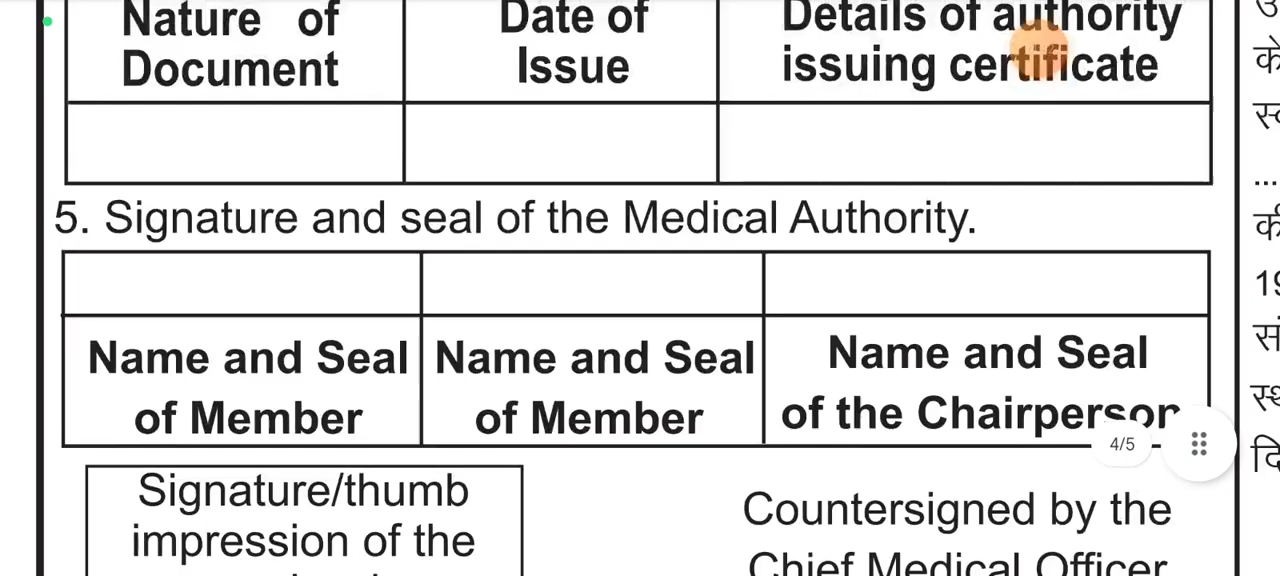 Nature of Document
Date of Issue
Details of authority issuing certificate
5. Signature and seal of the Medical Authority.
Name and Seal of Member
Name and Seal of Member
Name and Seal of the Chairperson
4/5
Signature/thumb
impression of the
Countersigned by the
Chief Medical Officer
के
...
की